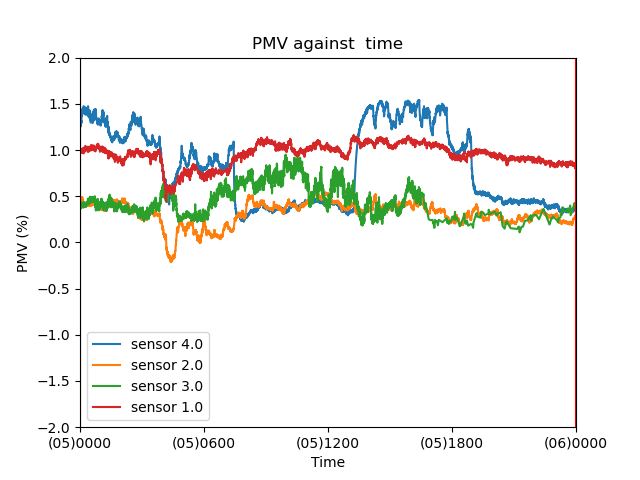 PMV against  time
2.0
1.5
1.0
0.5
0.0
−0.5
−1.0
−1.5
−2.0
PMV (%)
sensor 4.0
sensor 2.0
sensor 3.0
sensor 1.0
(05)0000 (05)0600 (05)1200 (05)1800 (06)0000
Time